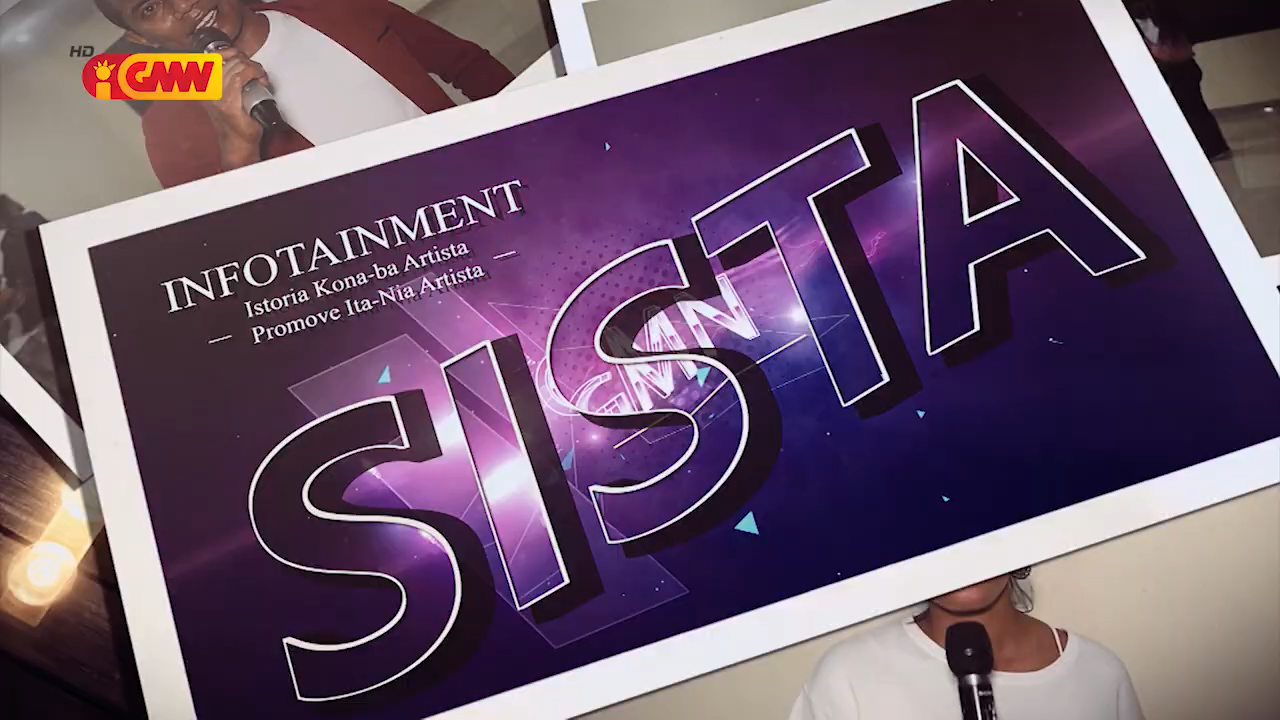 HD
GMN
INFOTAINMENT
Istoria Kona-ba Artista
Promove Ita-Nia Artista
GMN
SISTA